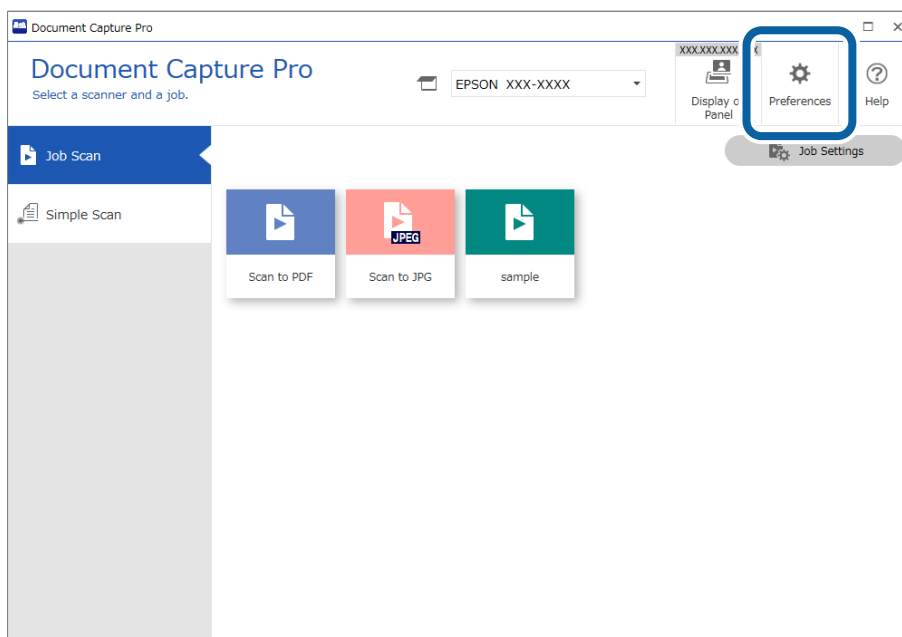 Document Capture Pro
Document Capture Pro
Select a scanner and a job.
EPSON XXX-XXXX
XXX.XXX.XXX
Display o
Panel
Preferences
Help
Job Scan
Job Settings
Simple Scan
JPEG
Scan to PDF
Scan to JPG
sample